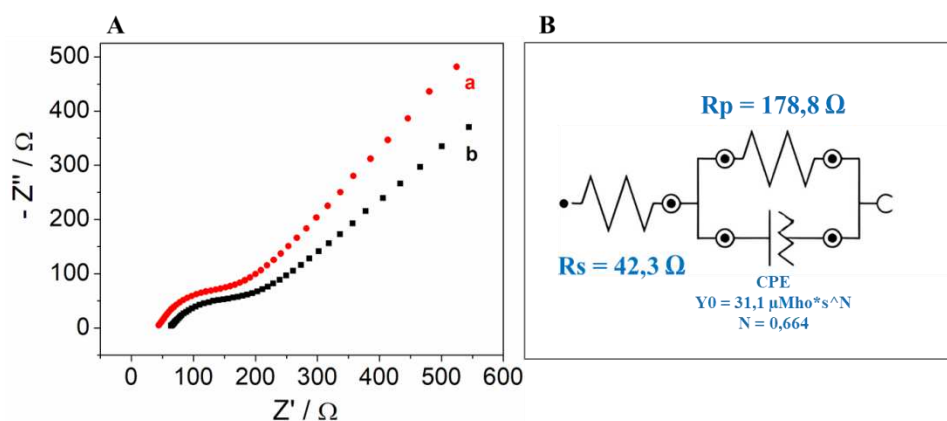 A
500
400
300
200
100
0
- Z" / Ω
a
b
0 100 200 300 400 500 600
Z' / Ω
B
Rp = 178,8 Ω
Rs = 42,3 Ω
CPE
Y0 = 31,1 µMho*s^N
N = 0,664